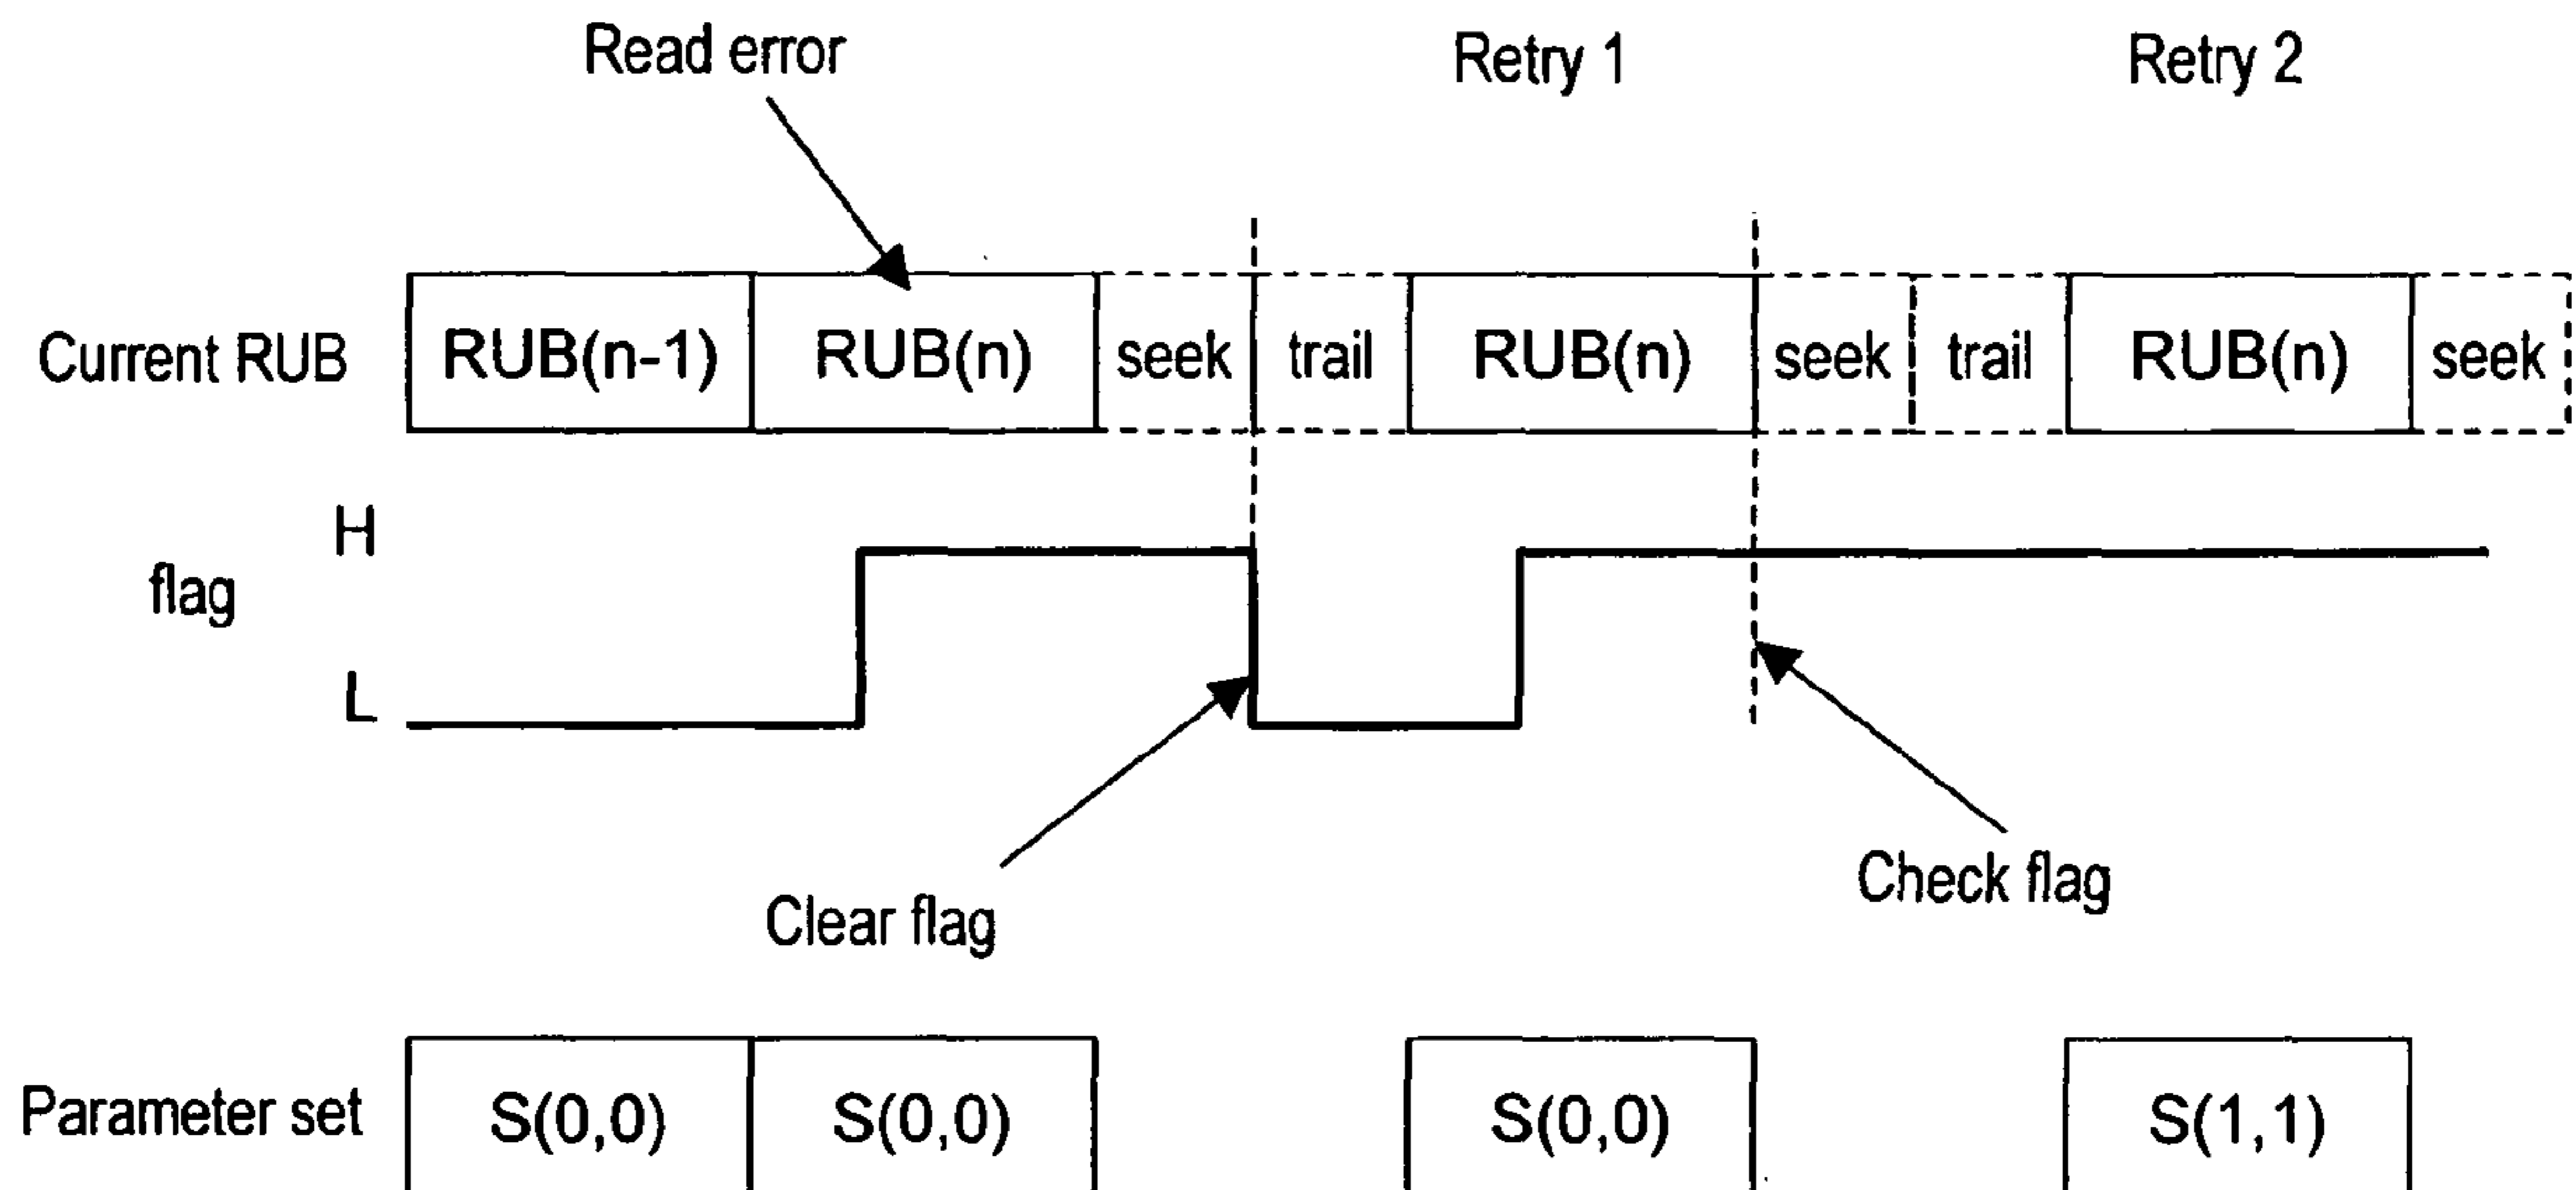 Read error Retry 1 Retry 2
Current RUB RUB(n-1) RUB(n) seek trail RUB(n) seek trail RUB(n) seek
H
flag
L
Check flag
Clear flag
Parameter set S(0,0) S(0,0) S(0,0) S(1,1)